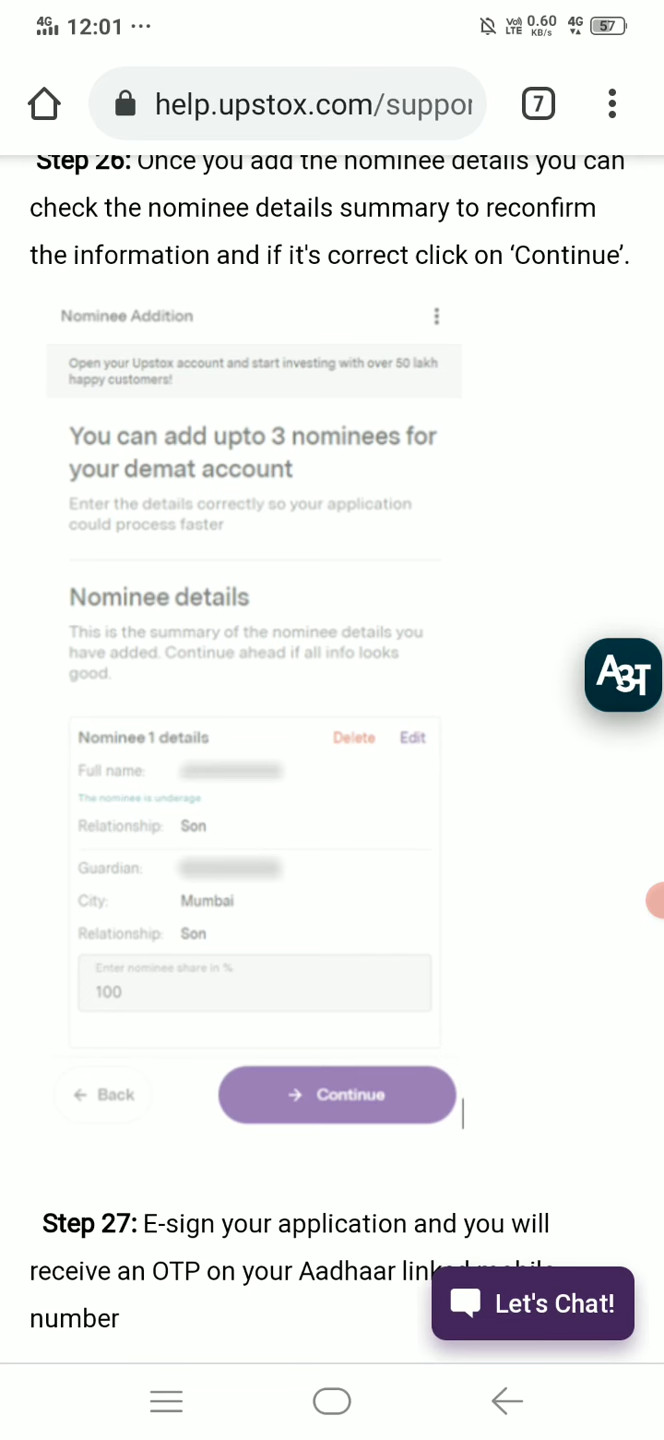 4G 12:01 ··· Vo) LTE 0.60 KB/s 4G 57
help.upstox.com/suppor 7
Step 26: Once you add the nominee details you can
check the nominee details summary to reconfirm
the information and if it's correct click on ‘Continue’.
Nominee Addition
Open your Upstox account and start investing with over 50 lakh
happy customers!
You can add upto 3 nominees for
your demat account
Enter the details correctly so your application
could process faster
Nominee details
This is the summary of the nominee details you
have added. Continue ahead if all info looks
good.
A अ
Nominee 1 details Delete Edit
Full name:
The nominee is underage
Relationship: Son
Guardian:
City: Mumbai
Relationship: Son
Enter nominee share in %
100
← Back → Continue
Step 27: E-sign your application and you will
receive an OTP on your Aadhaar linked mobile
number
Let's Chat!